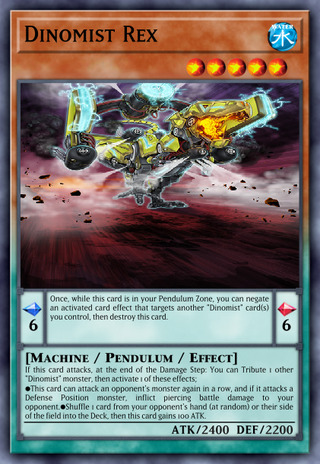 Dinomist Rex
WATER
水
Once, while this card is in your Pendulum Zone, you can negate
an activated card effect that targets another "Dinomist" card(s)
you control, then destroy this card.
6
6
[Machine / Pendulum / Effect]
If this card attacks, at the end of the Damage Step: You can Tribute 1 other
"Dinomist" monster, then activate 1 of these effects;
●This card can attack an opponent's monster again in a row, and if it attacks a
Defense Position monster, inflict piercing battle damage to your
opponent.●Shuffle 1 card from your opponent's hand (at random) or their side
of the field into the Deck, then this card gains 100 ATK.
ATK/2400 DEF/2200